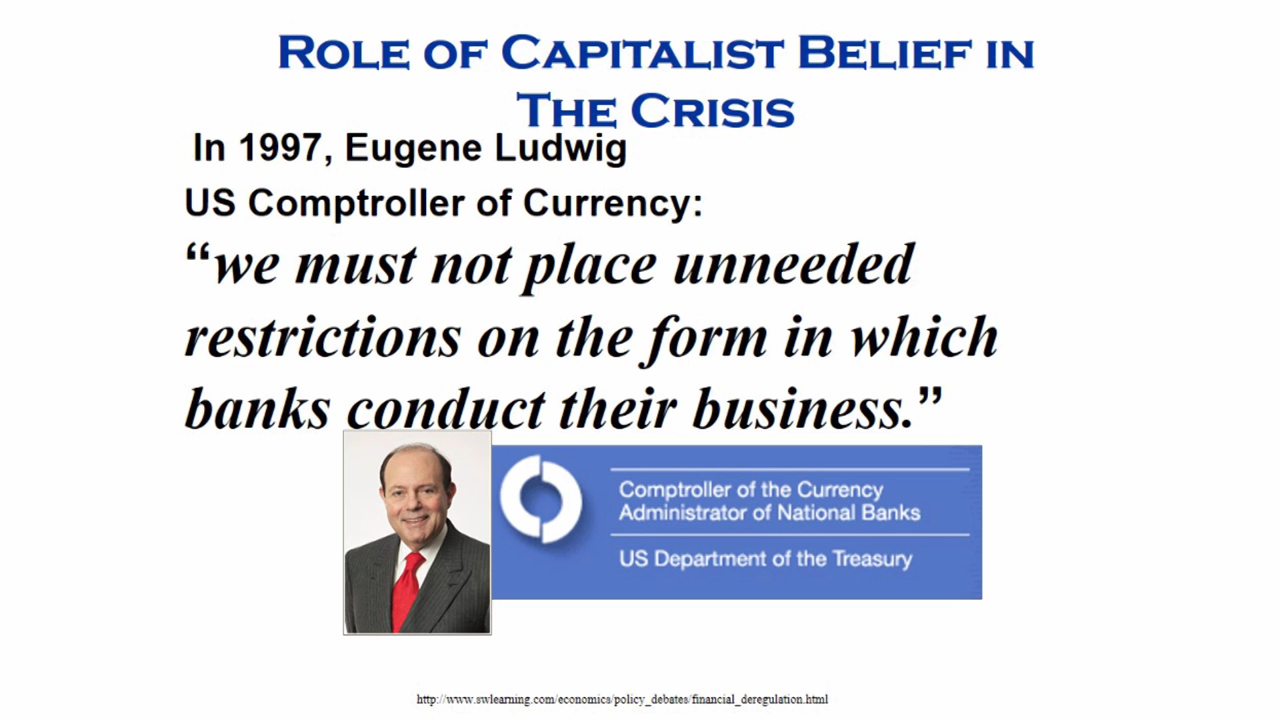 ROLE OF CAPITALIST BELIEF IN
THE CRISIS
In 1997, Eugene Ludwig
US Comptroller of Currency:
“we must not place unneeded
restrictions on the form in which
banks conduct their business.”
Comptroller of the Currency
Administrator of National Banks
US Department of the Treasury
http://www.swlearning.com/economics/policy_debates/financial_deregulation.html